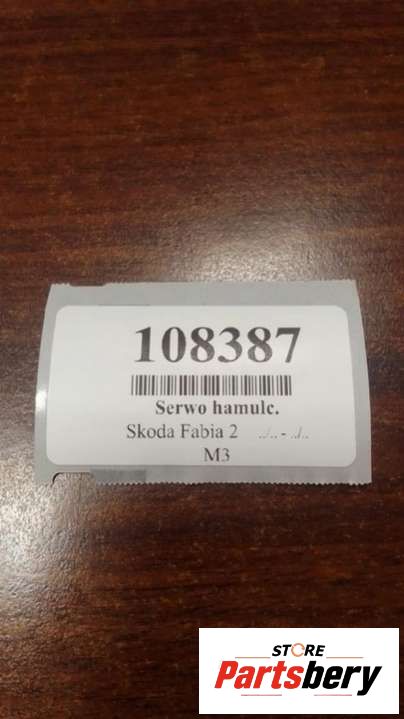 108387
Serwo hamulc.
Skoda Fabia 2 ../.. - ../..
M3
STORE
Partsbery